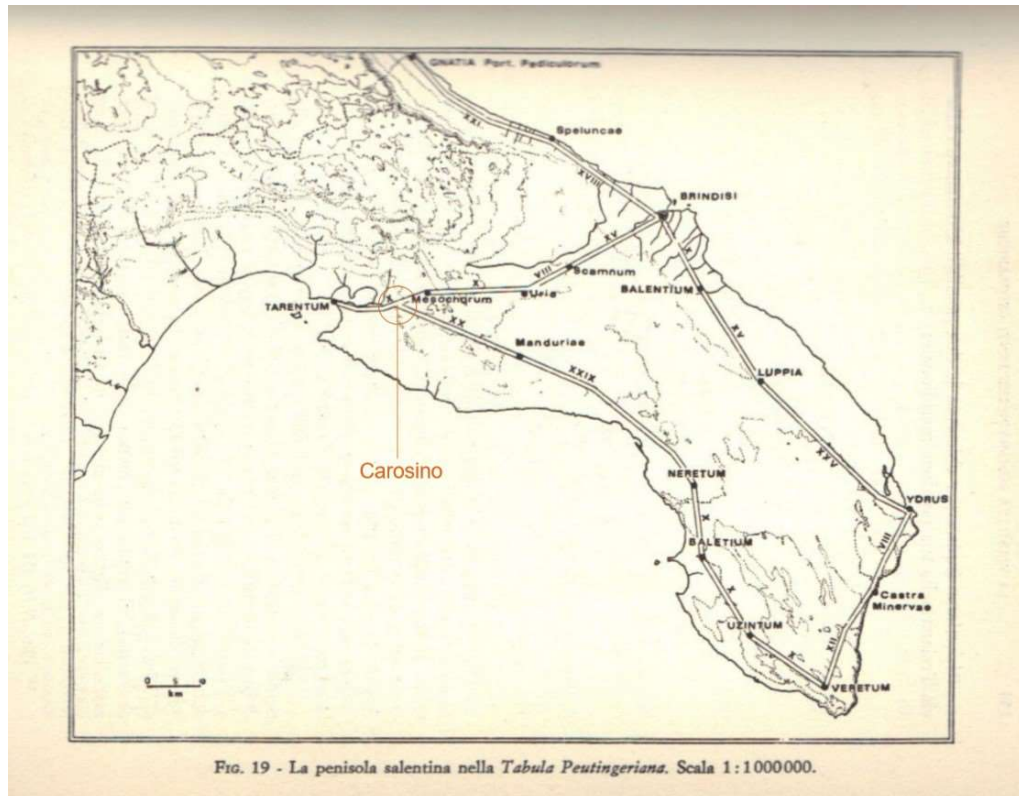 GNATIA Port. Pediculorum
XXI
Speluncae
XVIII
BRINDISI
XV
X
Scamnum
VIII
BALENTIUM
X
Uria
Mesochorum
X
TARENTUM
XX
XV
Manduriae
XXIX
LUPPIA
Carosino
XXV
NERETUM
YDRUS
X
VIII
BALETIUM
X
Castra
Minervae
UZINTUM
XII
X
VERETUM
km
FIG. 19 - La penisola salentina nella Tabula Peutingeriana. Scala 1:1000000.